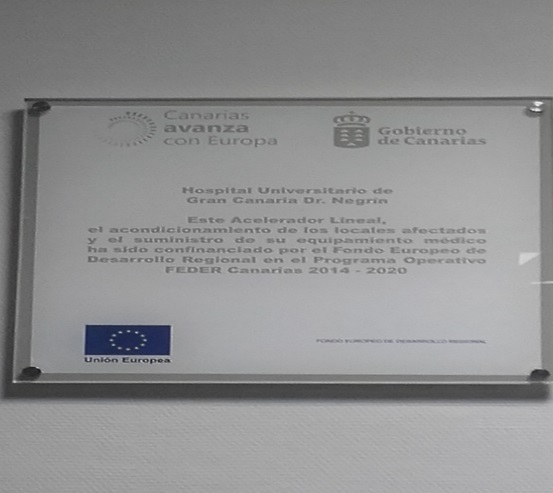 Canarias
avanza
con Europa
Gobierno
de Canarias
Hospital Universitario de
Gran Canaria Dr. Negrín
Este Acelerador Lineal,
el acondicionamiento de los locales afectados
y el suministro de su equipamiento médico
ha sido confinanciado por el Fondo Europeo de
Desarrollo Regional en el Programa Operativo
FEDER Canarias 2014 - 2020
Unión Europea
FONDO EUROPEO DE DESARROLLO REGIONAL